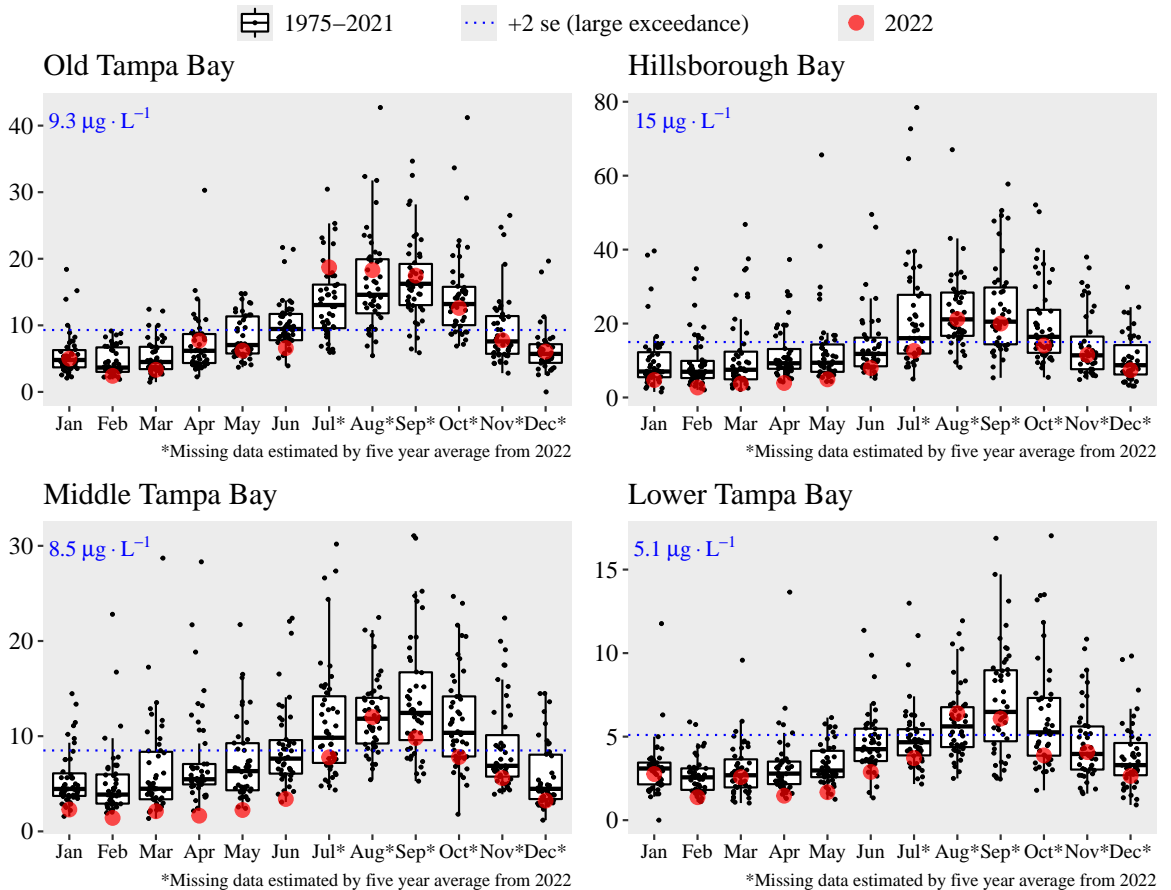 1975–2021 +2 se (large exceedance) 2022
Old Tampa Bay
9.3 μg · L⁻¹
40
30
20
10
0
Jan Feb Mar Apr May Jun Jul* Aug* Sep* Oct* Nov* Dec*
*Missing data estimated by five year average from 2022
Hillsborough Bay
15 μg · L⁻¹
80
60
40
20
0
Jan Feb Mar Apr May Jun Jul* Aug* Sep* Oct* Nov* Dec*
*Missing data estimated by five year average from 2022
Middle Tampa Bay
8.5 μg · L⁻¹
30
20
10
0
Jan Feb Mar Apr May Jun Jul* Aug* Sep* Oct* Nov* Dec*
*Missing data estimated by five year average from 2022
Lower Tampa Bay
5.1 μg · L⁻¹
15
10
5
0
Jan Feb Mar Apr May Jun Jul* Aug* Sep* Oct* Nov* Dec*
*Missing data estimated by five year average from 2022